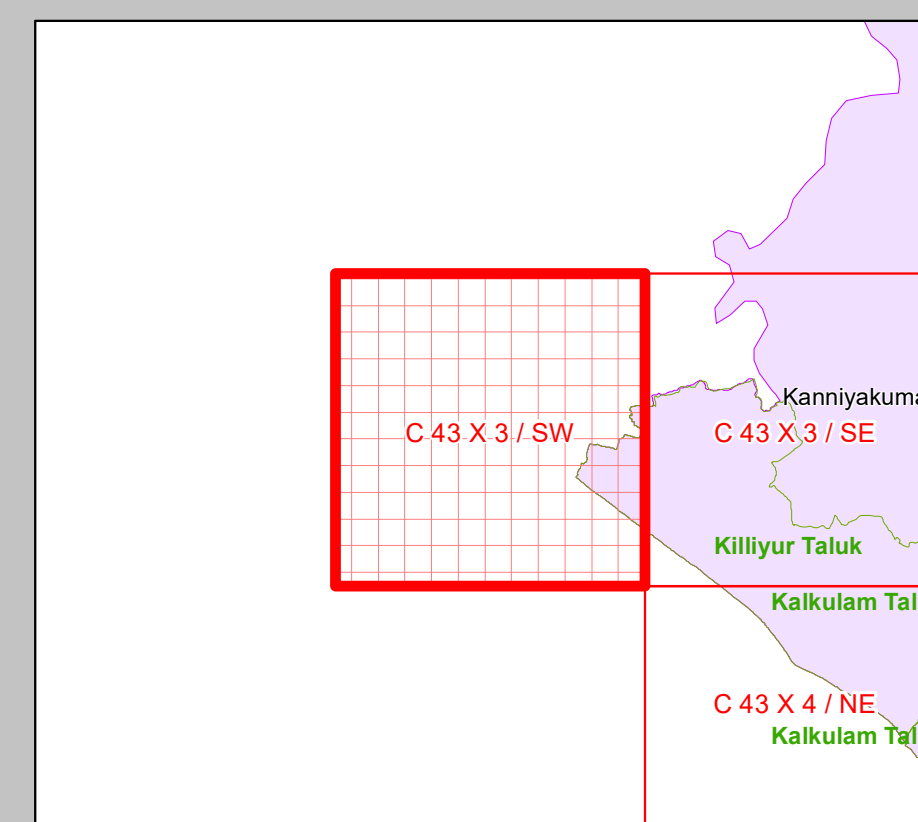 Kanniyakuma
C 43 X 3 / SW
C 43 X 3 / SE
Killiyur Taluk
Kalkulam Tal
C 43 X 4 / NE
Kalkulam Tal